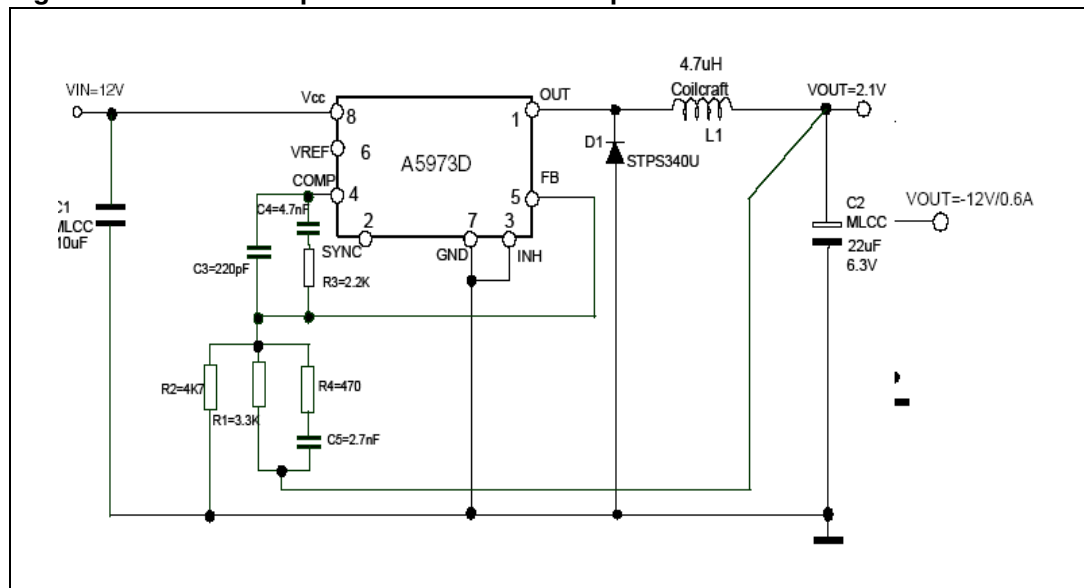 4.7uH
Coilcraft
L1
VIN=12V
Vcc
8
OUT
1
VOUT=2.1V
VREF
6
A5973D
D1
STPS340U
COMP
4
FB
5
C4=4.7nF
2
7
3
SYNC
GND
INH
C1
MLCC
10uF
C3=220pF
R3=2.2K
C2
MLCC
22uF
6.3V
VOUT=-12V/0.6A
R2=4K7
R1=3.3K
R4=470
C5=2.7nF